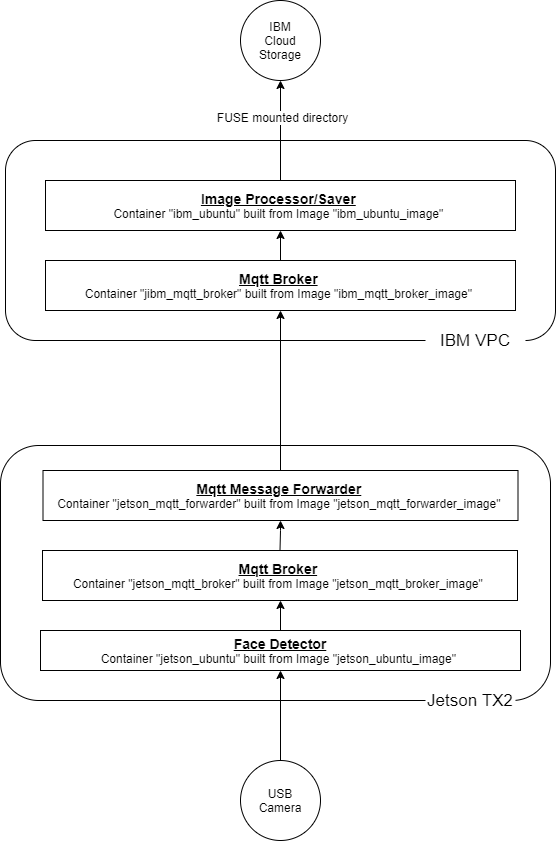 IBM
Cloud
Storage
FUSE mounted directory
Image Processor/Saver
Container "ibm_ubuntu" built from Image "ibm_ubuntu_image"
Mqtt Broker
Container "jibm_mqtt_broker" built from Image "ibm_mqtt_broker_image"
IBM VPC
Mqtt Message Forwarder
Container "jetson_mqtt_forwarder" built from Image "jetson_mqtt_forwarder_image"
Mqtt Broker
Container "jetson_mqtt_broker" built from Image "jetson_mqtt_broker_image"
Face Detector
Container "jetson_ubuntu" built from Image "jetson_ubuntu_image"
Jetson TX2
USB
Camera